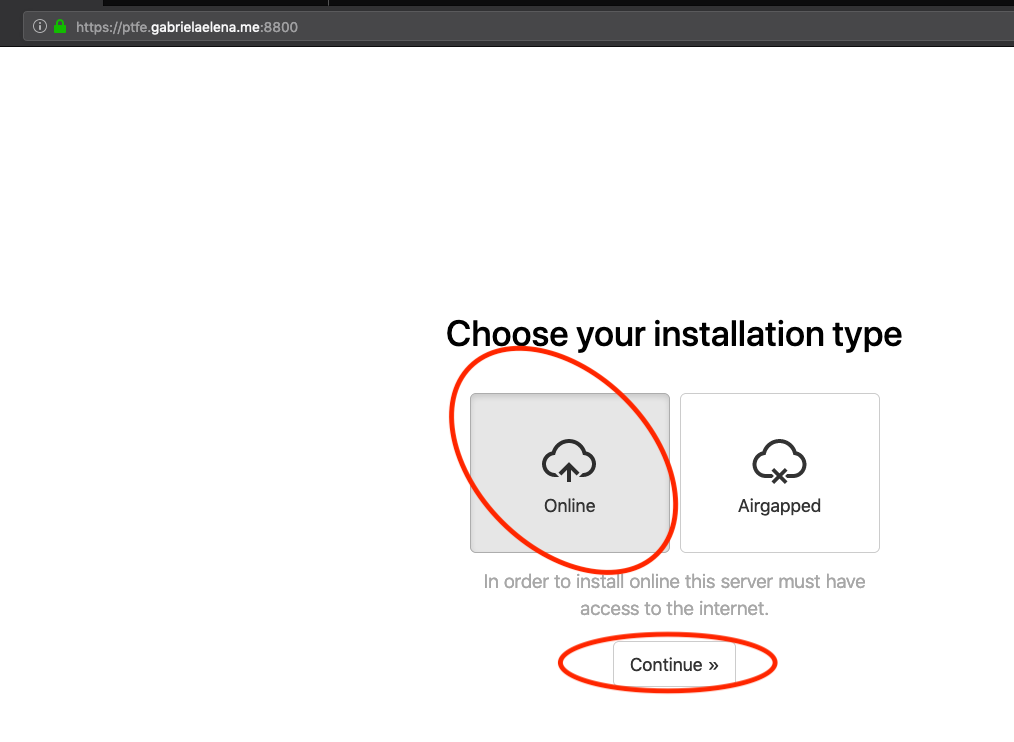 https://ptfe.gabrielaelena.me:8800
Choose your installation type
Online
Airgapped
In order to install online this server must have
access to the internet.
Continue »